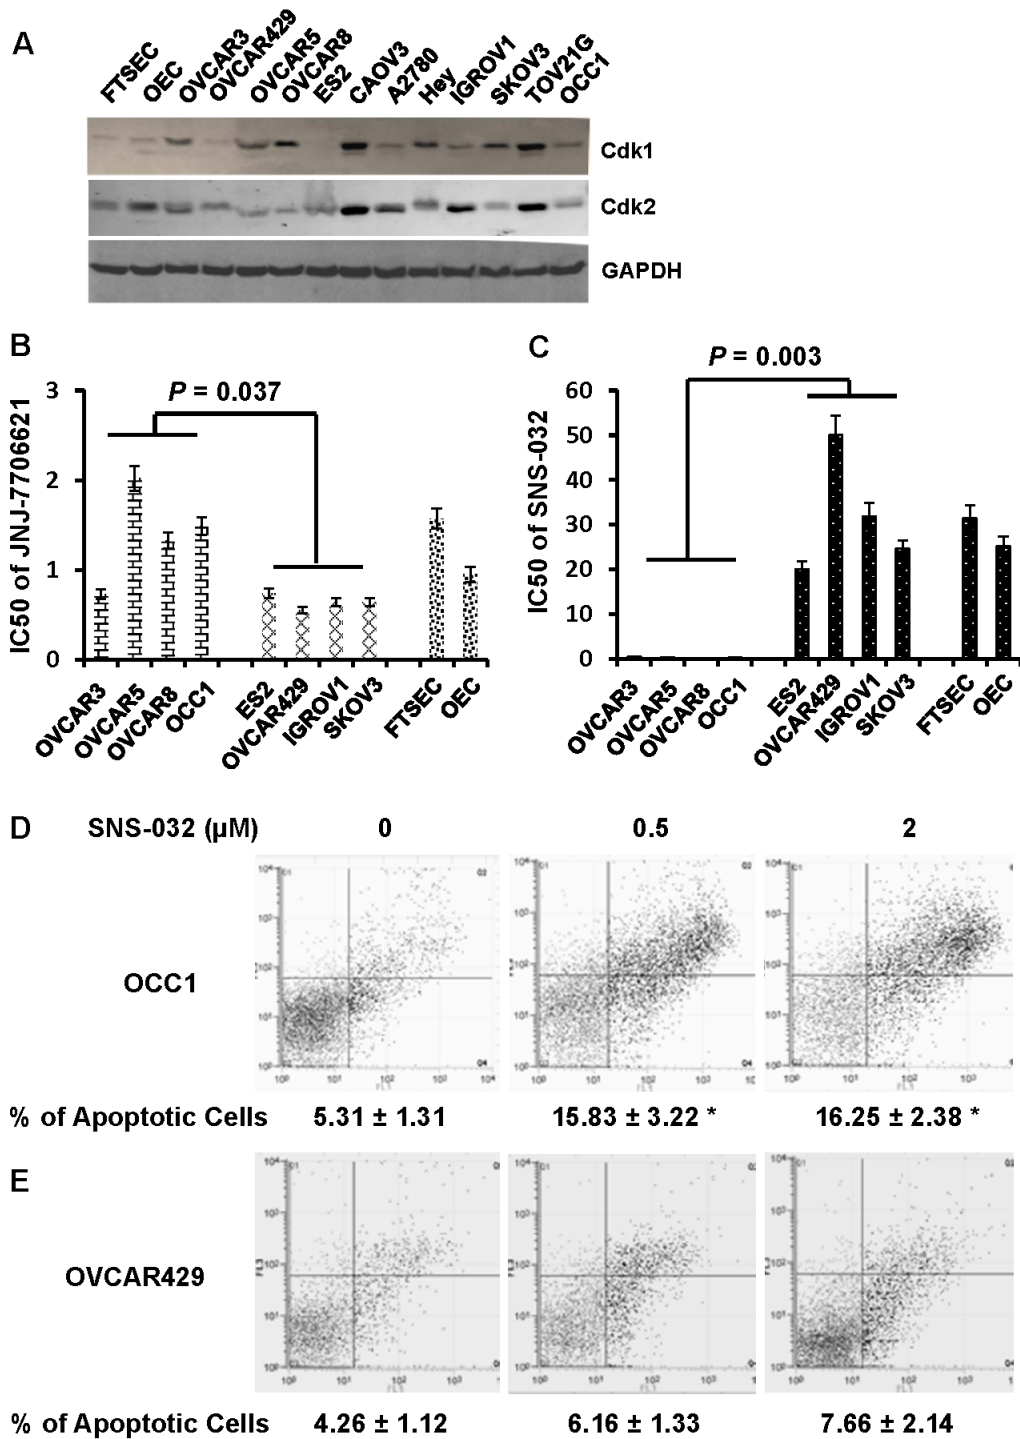 A
FTSEC OEC OVCAR3 OVCAR429 OVCAR5 OVCAR8 ES2 CAOV3 A2780 Hey IGROV1 SKOV3 TOV21G OCC1
Cdk1
Cdk2
GAPDH
B
P = 0.037
IC50 of JNJ-7706621
3
2
1
0
OVCAR3 OVCAR5 OVCAR8 OCC1 ES2 OVCAR429 IGROV1 SKOV3 FTSEC OEC
C
P = 0.003
IC50 of SNS-032
60
50
40
30
20
10
0
OVCAR3 OVCAR5 OVCAR8 OCC1 ES2 OVCAR429 IGROV1 SKOV3 FTSEC OEC
D SNS-032 (µM) 0 0.5 2
OCC1
% of Apoptotic Cells 5.31 ± 1.31 15.83 ± 3.22 * 16.25 ± 2.38 *
E
OVCAR429
% of Apoptotic Cells 4.26 ± 1.12 6.16 ± 1.33 7.66 ± 2.14